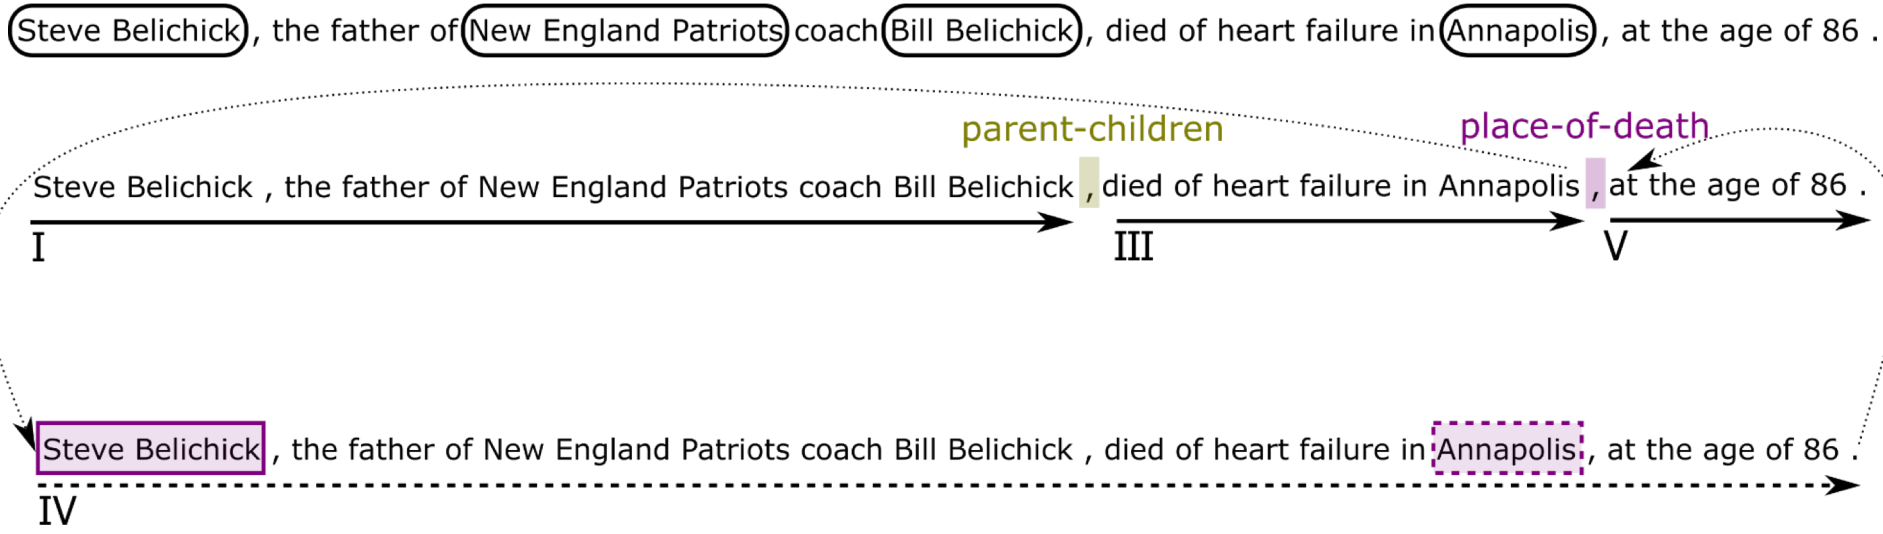 Steve Belichick , the father of New England Patriots coach Bill Belichick , died of heart failure in Annapolis , at the age of 86 .
parent-children place-of-death
Steve Belichick , the father of New England Patriots coach Bill Belichick , died of heart failure in Annapolis , at the age of 86 .
I III V
Steve Belichick , the father of New England Patriots coach Bill Belichick , died of heart failure in Annapolis , at the age of 86 .
IV